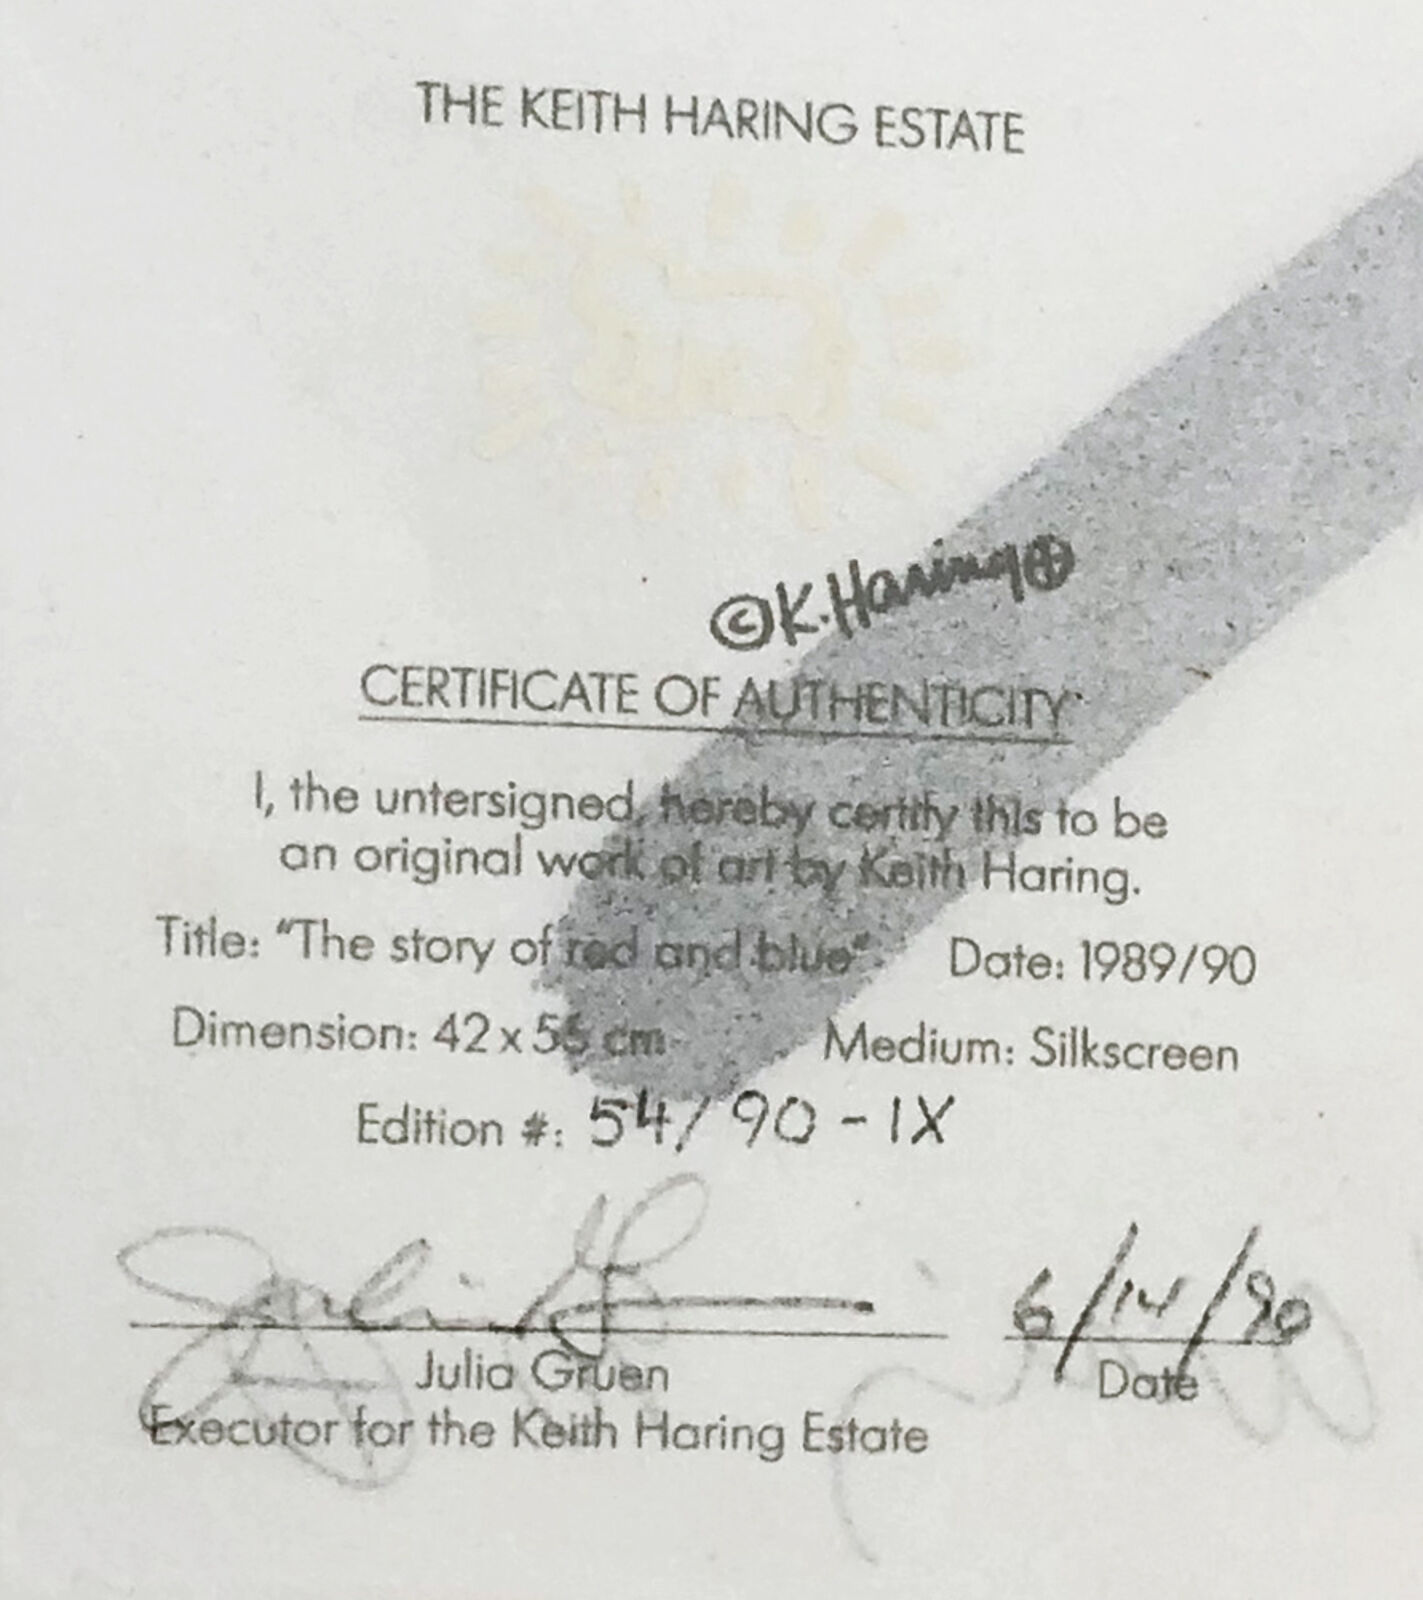 THE KEITH HARING ESTATE
©K.Haring⊕
CERTIFICATE OF AUTHENTICITY
I, the untersigned, hereby certify this to be
an original work of art by Keith Haring.
Title: "The story of red and blue" Date: 1989/90
Dimension: 42 x 56 cm Medium: Silkscreen
Edition #: 54/90 - IX
6/14/90
Julia Gruen Date
Executor for the Keith Haring Estate